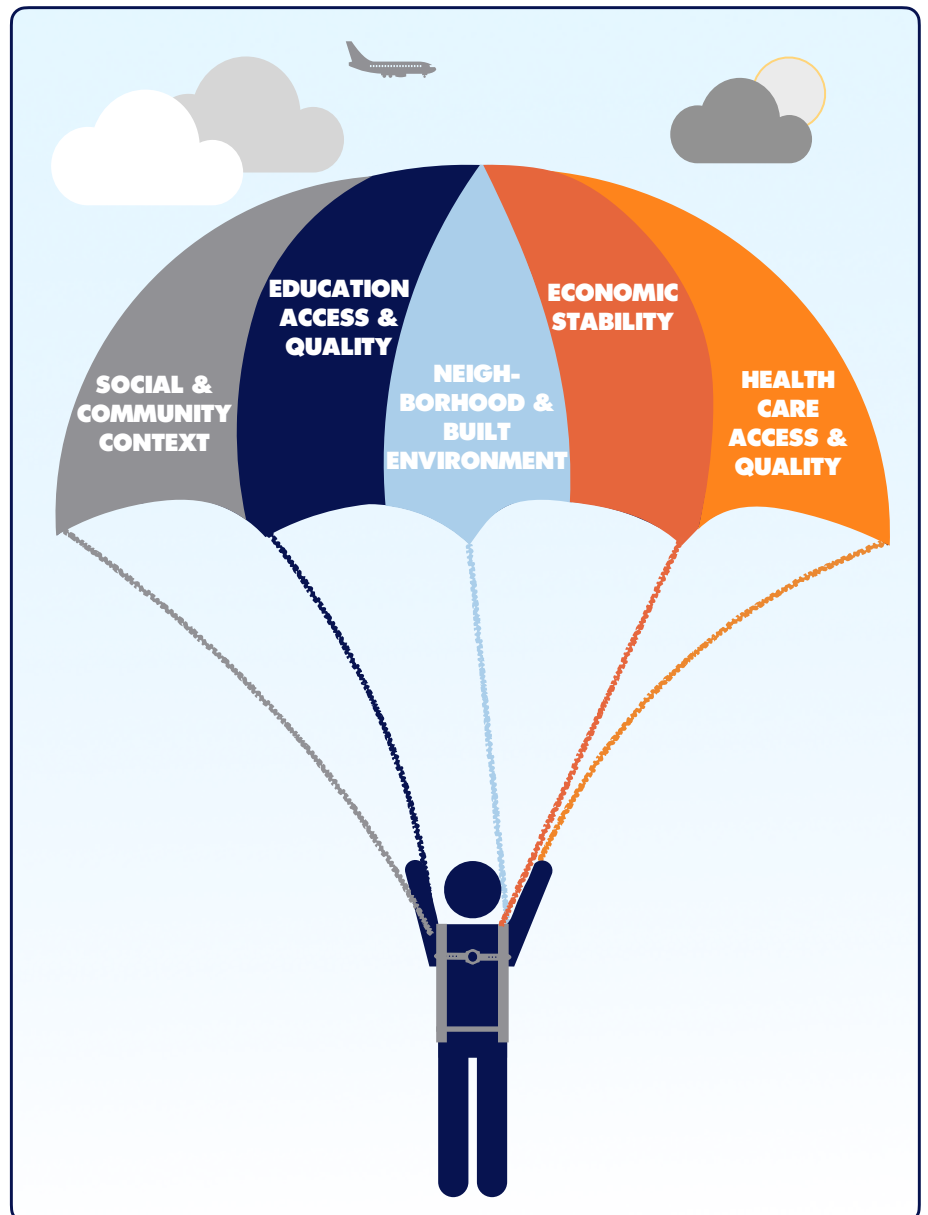 SOCIAL &
COMMUNITY
CONTEXT
EDUCATION
ACCESS &
QUALITY
NEIGH-
BORHOOD &
BUILT
ENVIRONMENT
ECONOMIC
STABILITY
HEALTH
CARE
ACCESS &
QUALITY